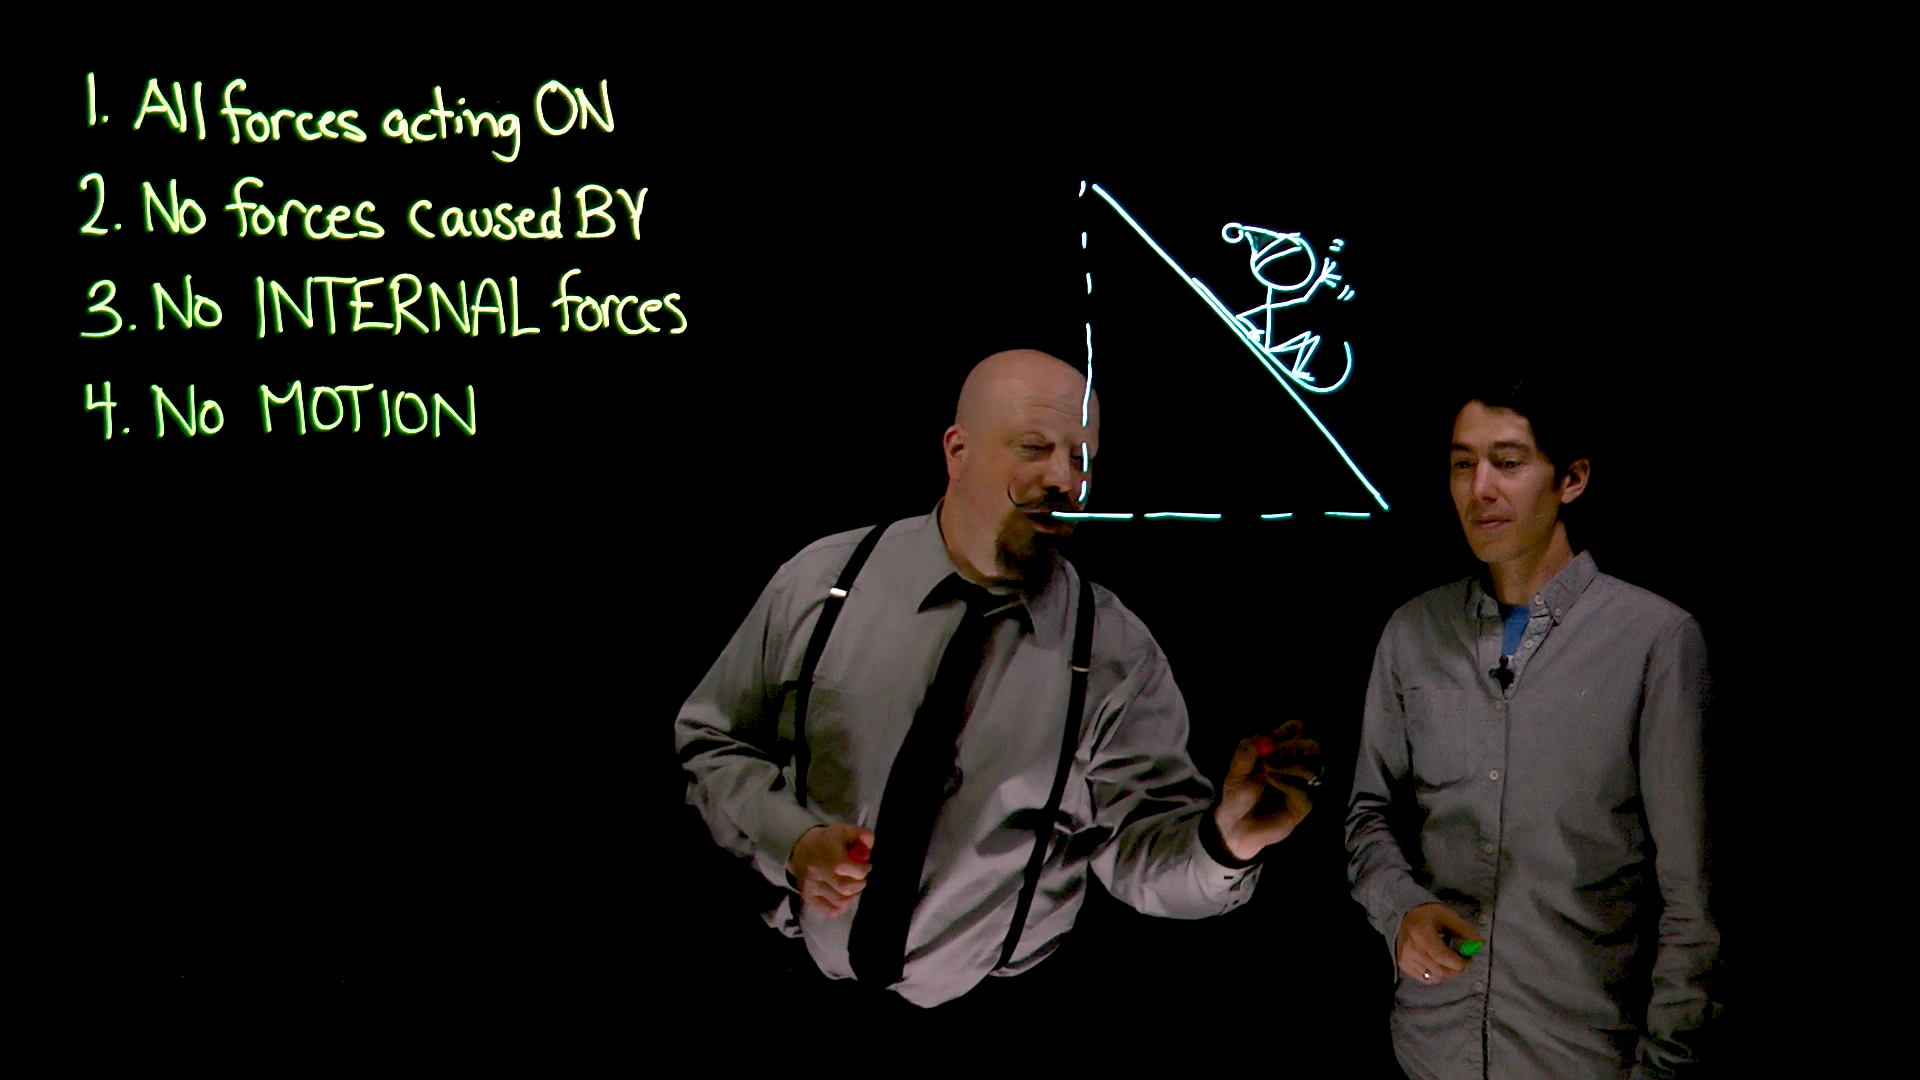 1. All forces acting ON
2. No forces caused BY
3. No INTERNAL forces
4. No MOTION